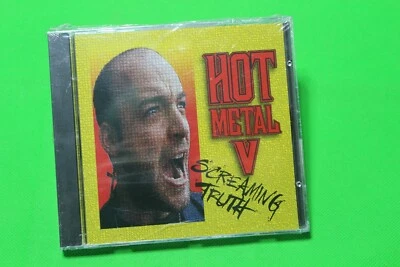 HOT
METAL
V
SCREAMING
TRUTH